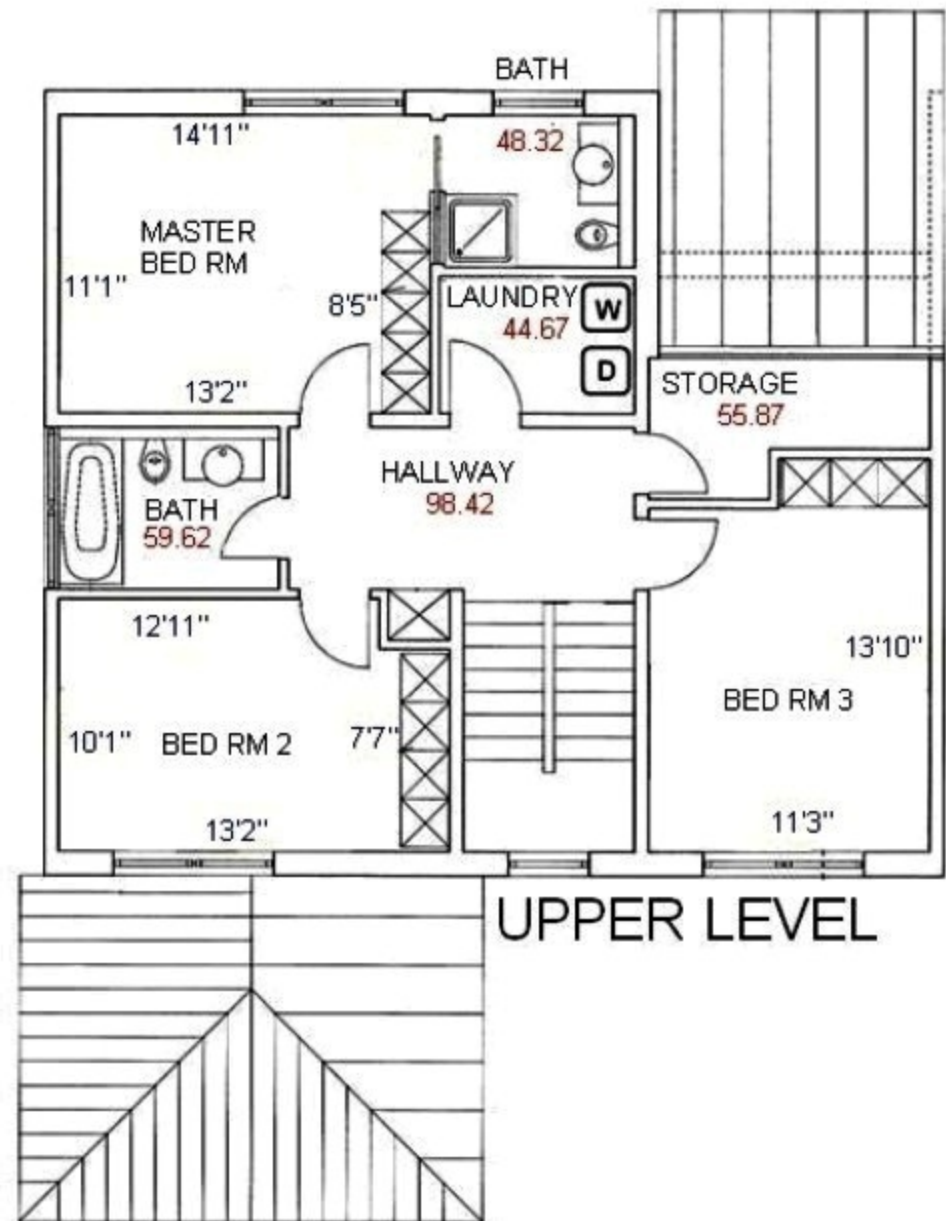 BATH
14'11"
48.32
MASTER
BED RM
11'1"
8'5"
LAUNDRY
44.67
W
D
13'2"
STORAGE
55.87
HALLWAY
98.42
BATH
59.62
12'11"
13'10"
BED RM 3
10'1"
BED RM 2
7'7"
13'2"
11'3"
UPPER LEVEL